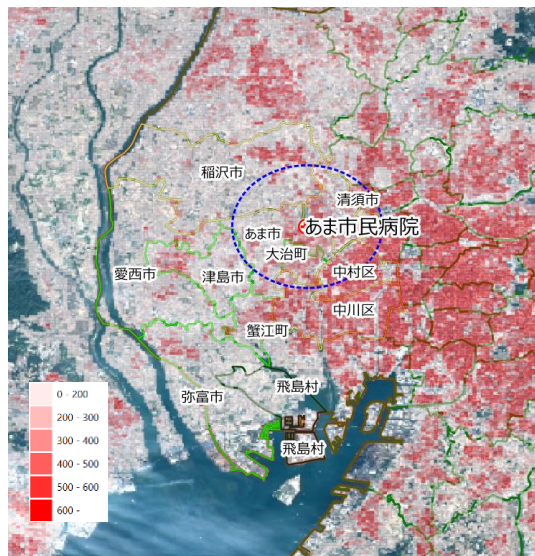 稲沢市
清須市
あま市民病院
あま市
大治町
愛西市
津島市
中村区
中川区
蟹江町
飛島村
弥富市
飛島村
0 - 200
200 - 300
300 - 400
400 - 500
500 - 600
600 -